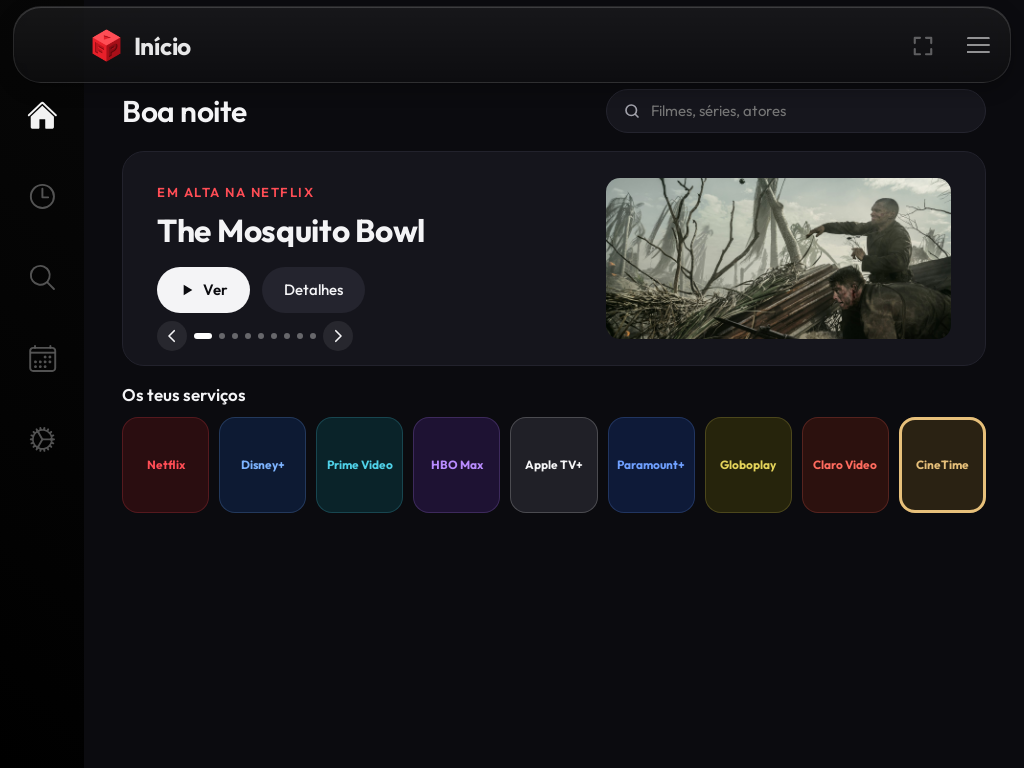 Início
Boa noite
Filmes, séries, atores
EM ALTA NA NETFLIX
The Mosquito Bowl
Ver
Detalhes
Os teus serviços
Netflix
Disney+
Prime Video
HBO Max
Apple TV+
Paramount+
Globoplay
Claro Video
CineTime